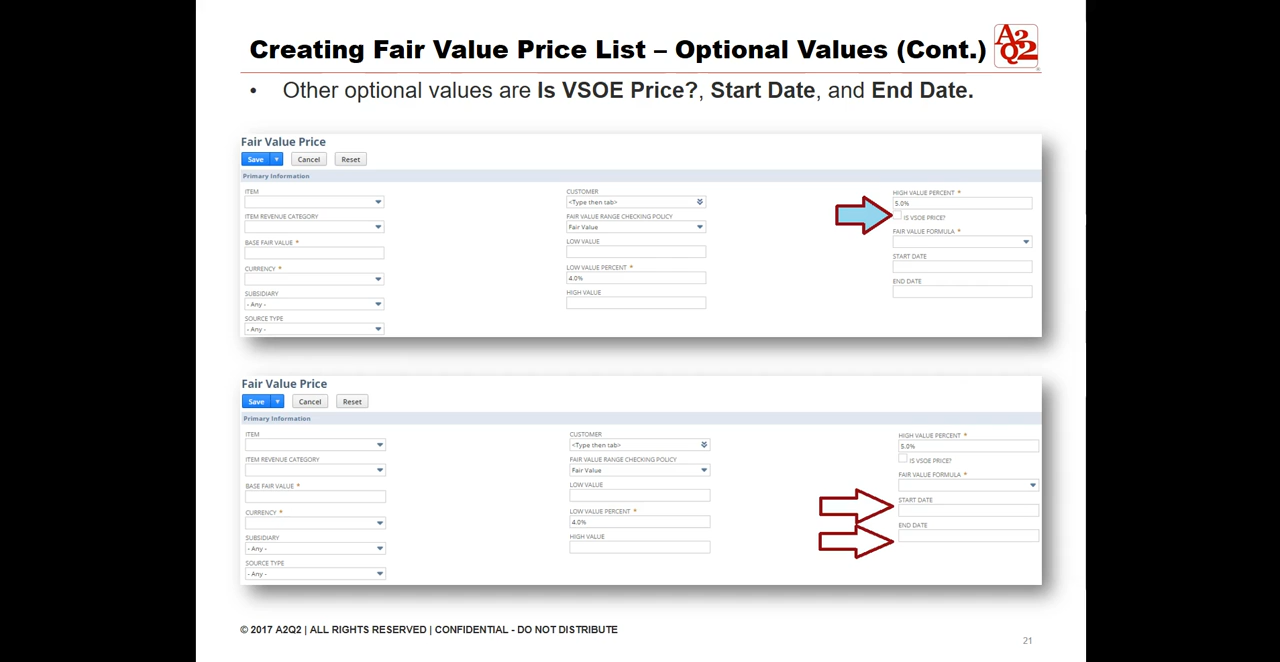 Creating Fair Value Price List – Optional Values (Cont.)
A2Q2
• Other optional values are Is VSOE Price?, Start Date, and End Date.
Fair Value Price
Save Cancel Reset
Primary Information
ITEM
ITEM REVENUE CATEGORY
BASE FAIR VALUE *
CURRENCY *
SUBSIDIARY
- Any -
SOURCE TYPE
- Any -
CUSTOMER
<Type then tab>
FAIR VALUE RANGE CHECKING POLICY
Fair Value
LOW VALUE
LOW VALUE PERCENT *
4.0%
HIGH VALUE
HIGH VALUE PERCENT *
5.0%
IS VSOE PRICE?
FAIR VALUE FORMULA *
START DATE
END DATE
Fair Value Price
Save Cancel Reset
Primary Information
ITEM
ITEM REVENUE CATEGORY
BASE FAIR VALUE *
CURRENCY *
SUBSIDIARY
- Any -
SOURCE TYPE
- Any -
CUSTOMER
<Type then tab>
FAIR VALUE RANGE CHECKING POLICY
Fair Value
LOW VALUE
LOW VALUE PERCENT *
4.0%
HIGH VALUE
HIGH VALUE PERCENT *
5.0%
IS VSOE PRICE?
FAIR VALUE FORMULA *
START DATE
END DATE
© 2017 A2Q2 | ALL RIGHTS RESERVED | CONFIDENTIAL - DO NOT DISTRIBUTE
21